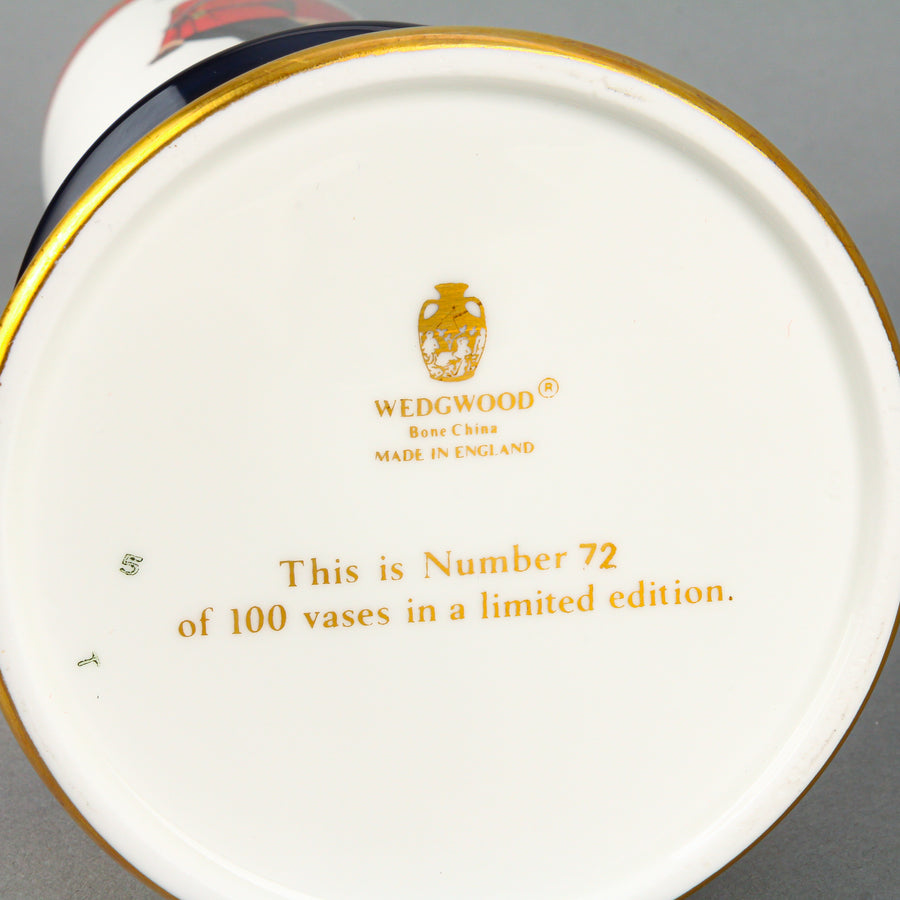 WEDGWOOD®
Bone China
MADE IN ENGLAND
This is Number 72
of 100 vases in a limited edition.
5